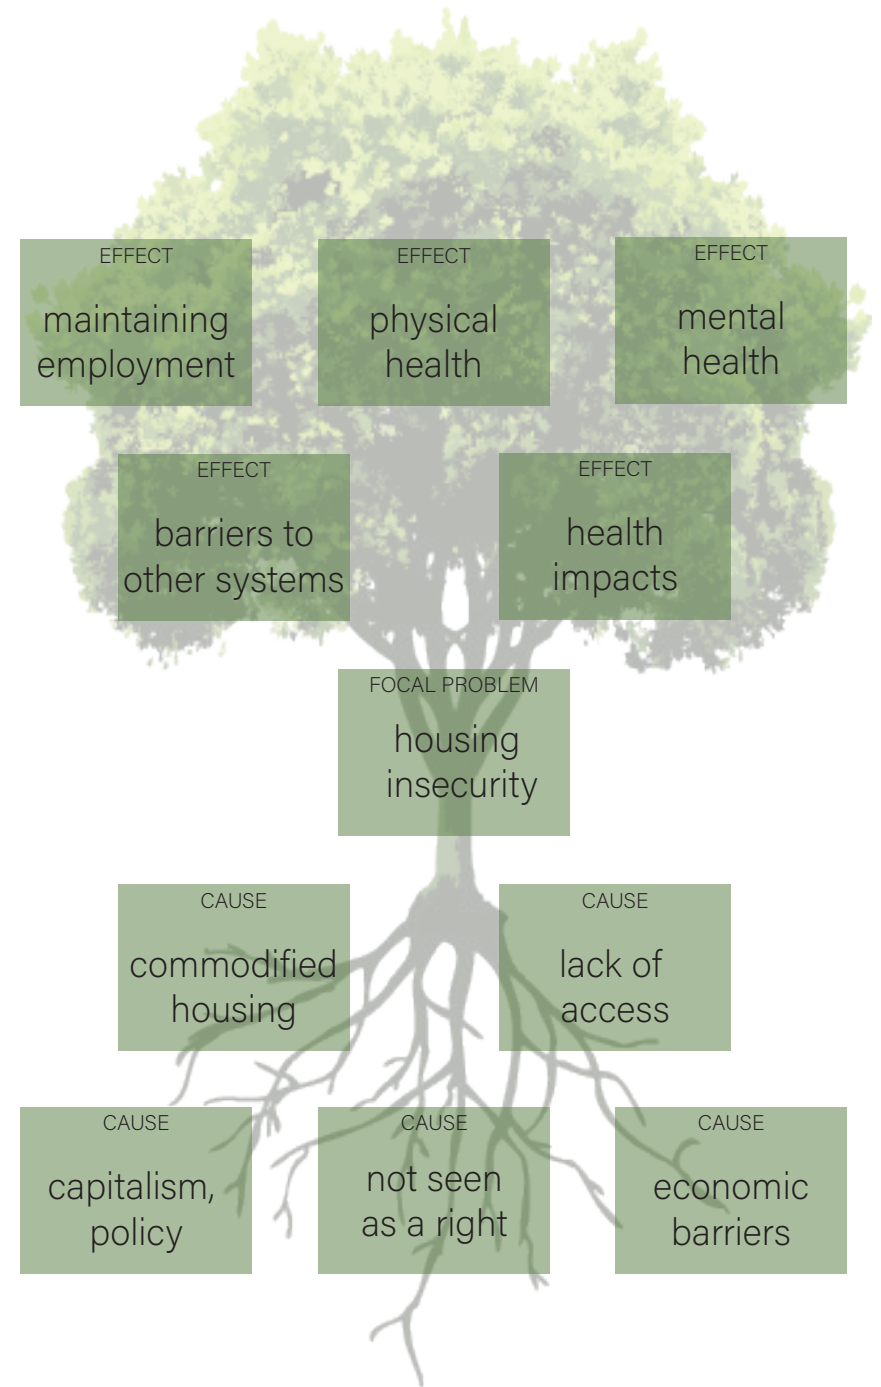 EFFECT
maintaining
employment
EFFECT
physical
health
EFFECT
mental
health
EFFECT
barriers to
other systems
EFFECT
health
impacts
FOCAL PROBLEM
housing
insecurity
CAUSE
commodified
housing
CAUSE
lack of
access
CAUSE
capitalism,
policy
CAUSE
not seen
as a right
CAUSE
economic
barriers